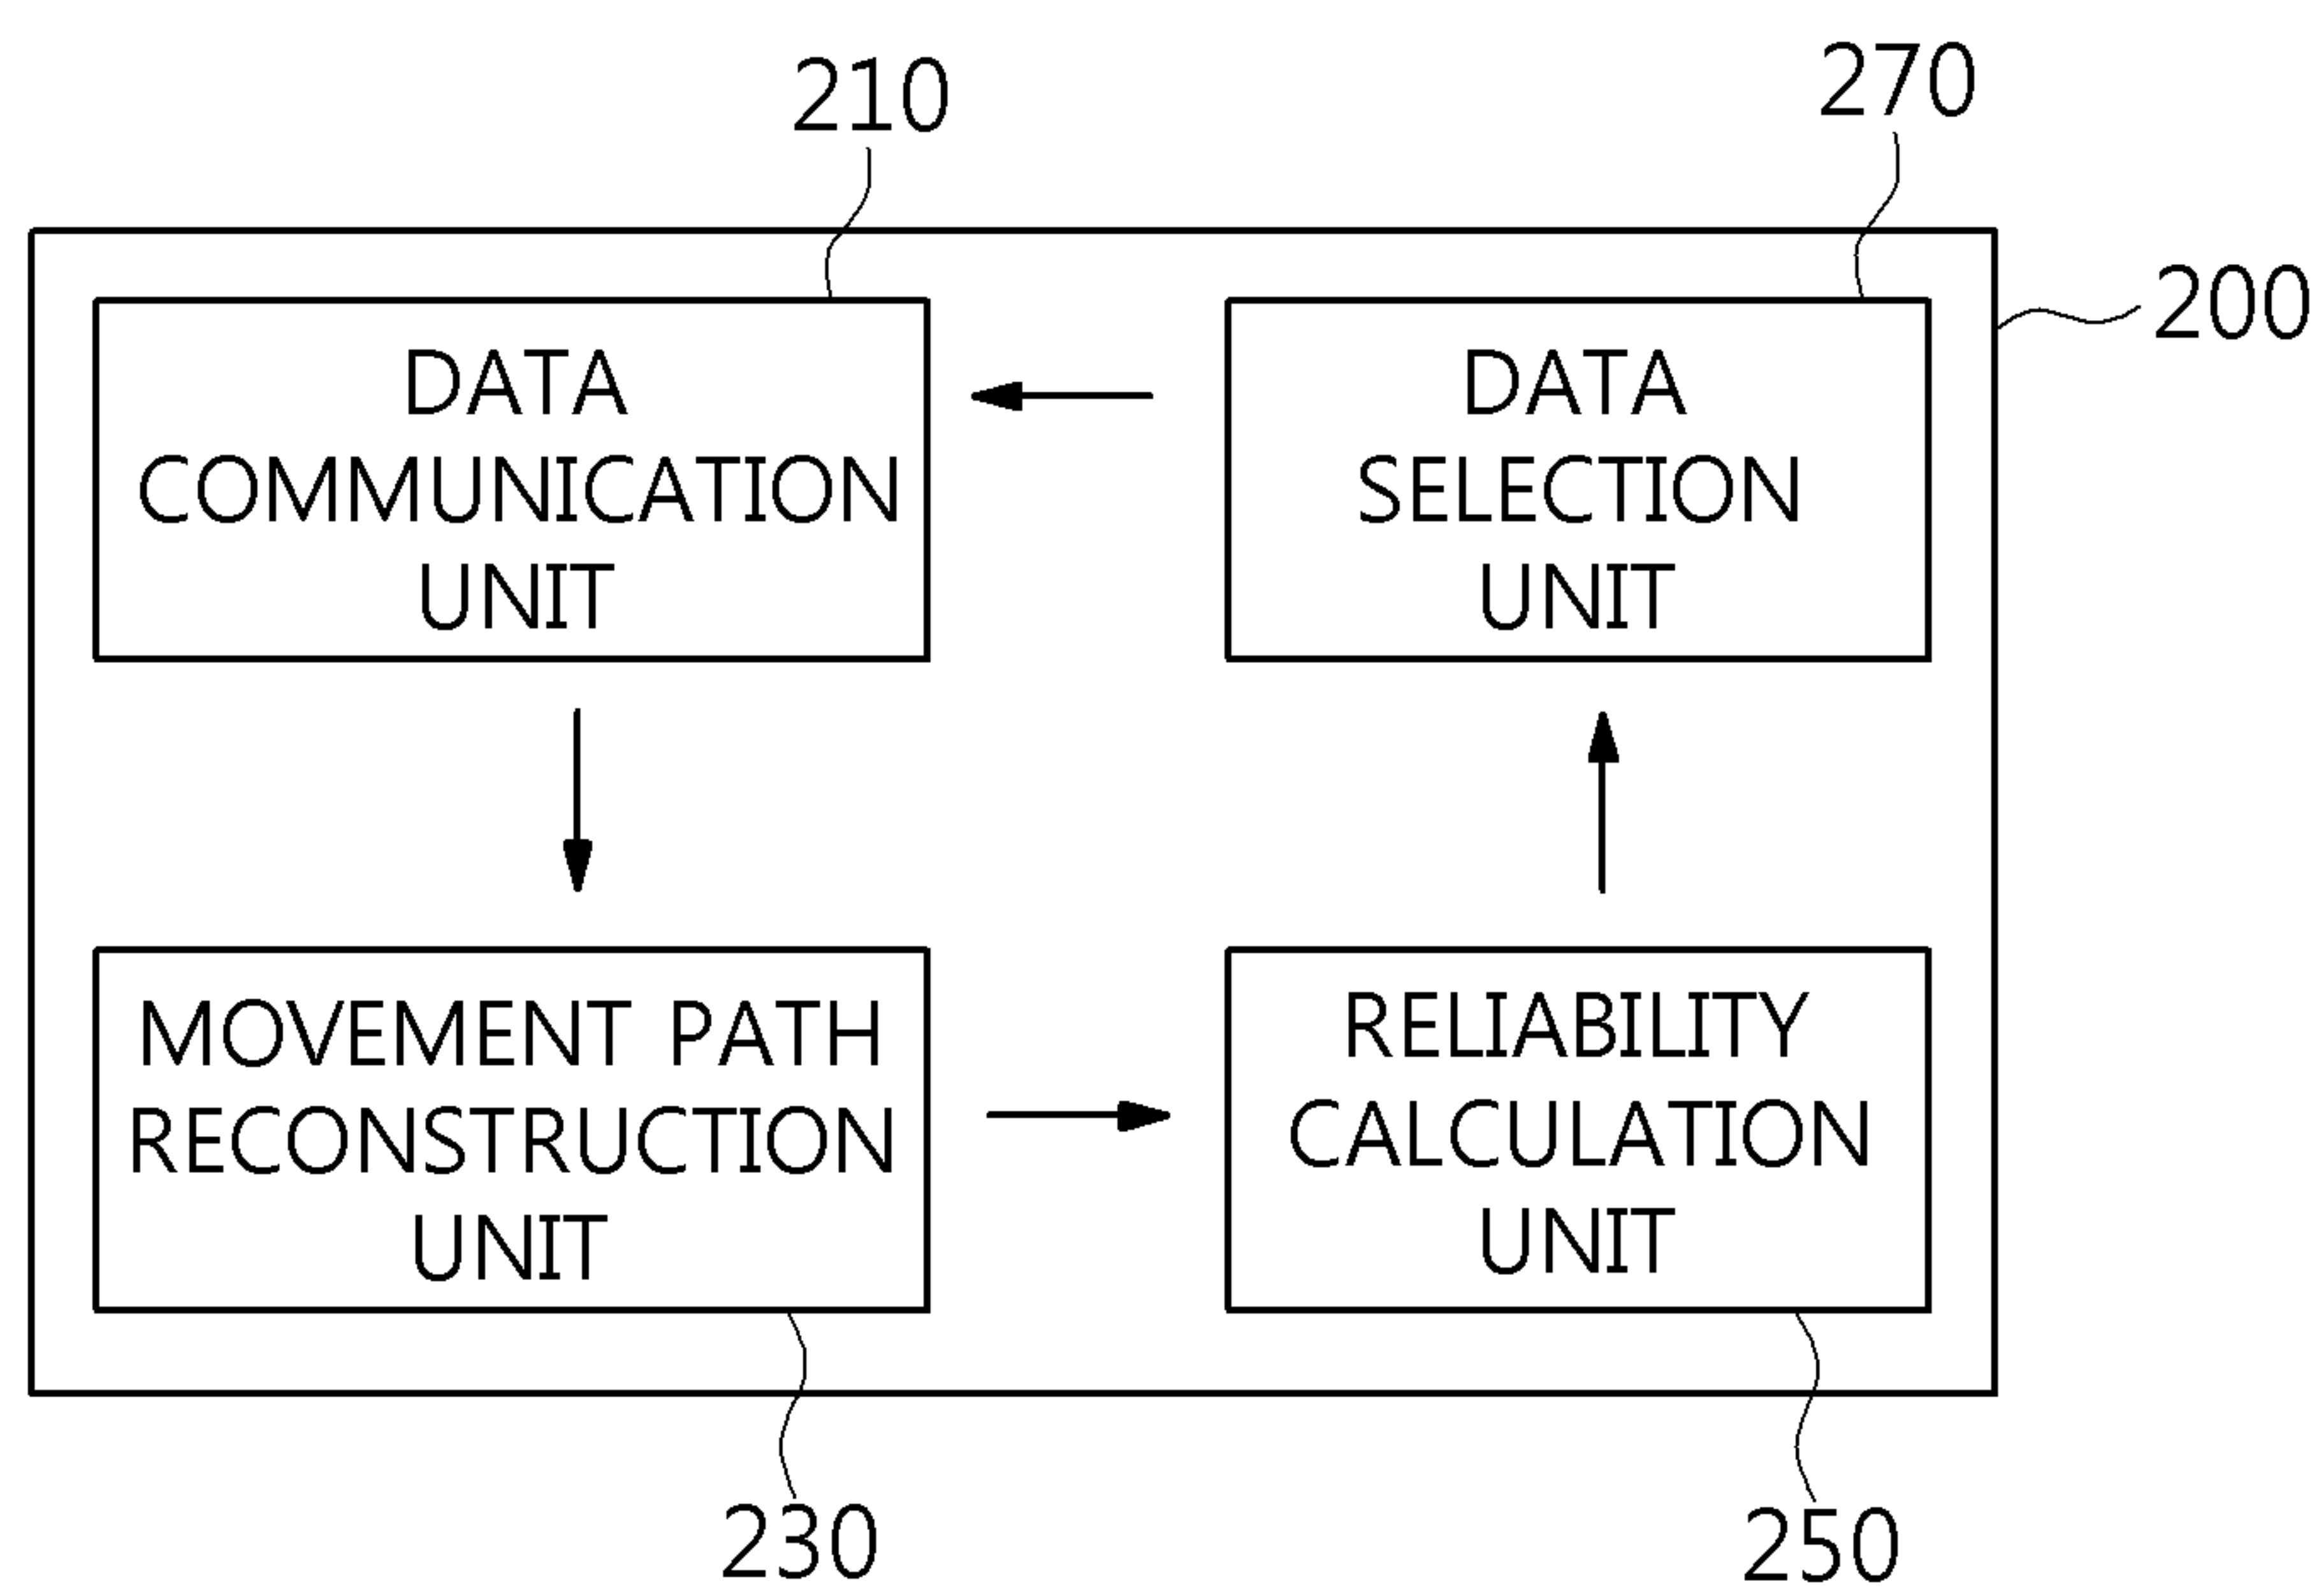 210
270
200
DATA
COMMUNICATION
UNIT
DATA
SELECTION
UNIT
MOVEMENT PATH
RECONSTRUCTION
UNIT
RELIABILITY
CALCULATION
UNIT
230
250